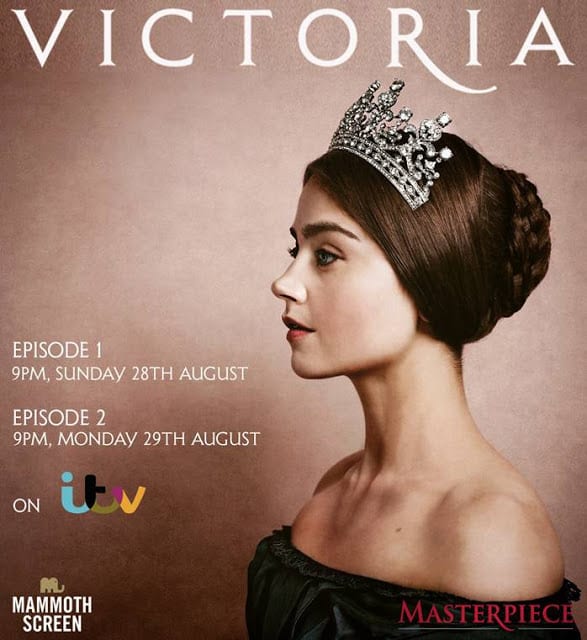 VICTORIA
EPISODE 1
9PM, SUNDAY 28TH AUGUST
EPISODE 2
9PM, MONDAY 29TH AUGUST
ON itv
MAMMOTH
SCREEN
MASTERPIECE